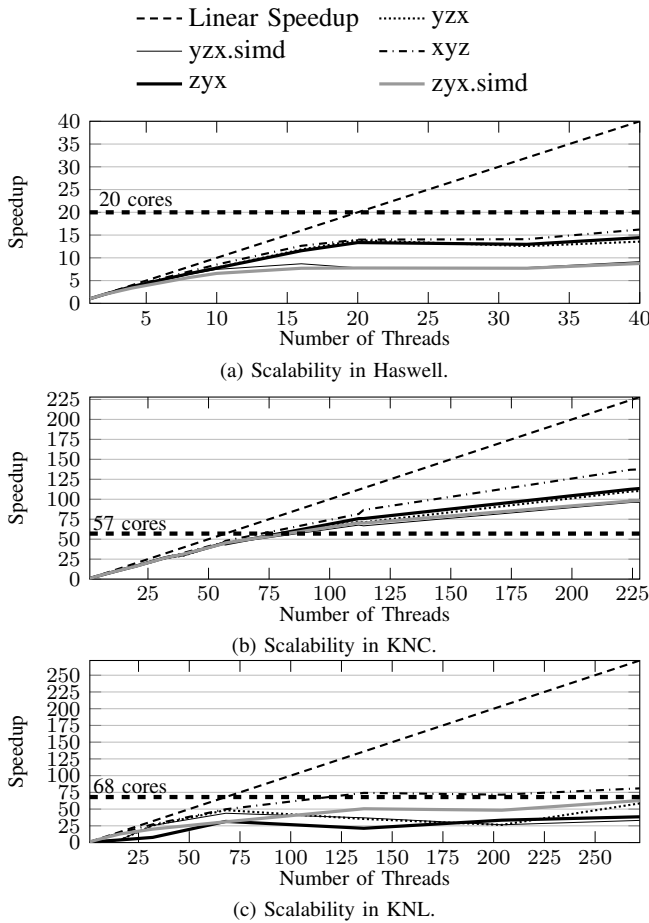 Linear Speedup
yzx
yzx.simd
xyz
zyx
zyx.simd
40
35
30
25
20
15
10
5
0
Speedup
20 cores
5 10 15 20 25 30 35 40
Number of Threads
(a) Scalability in Haswell.
225
200
175
150
125
100
75
50
25
0
Speedup
57 cores
25 50 75 100 125 150 175 200 225
Number of Threads
(b) Scalability in KNC.
250
225
200
175
150
125
100
75
50
25
0
Speedup
68 cores
25 50 75 100 125 150 175 200 225 250
Number of Threads
(c) Scalability in KNL.